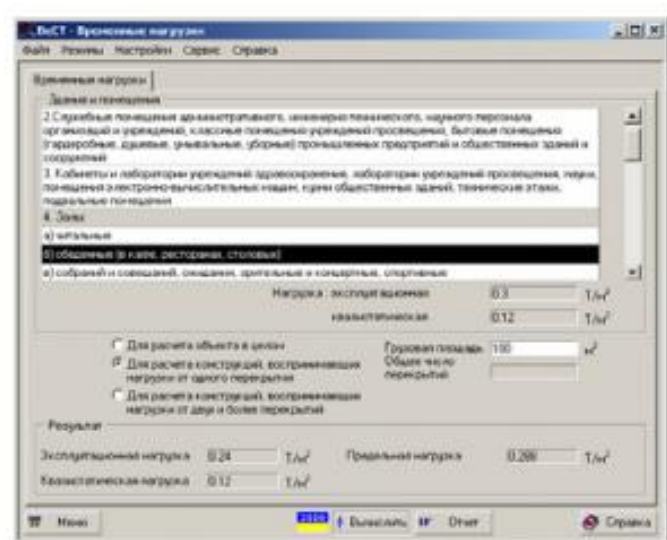 ВеСТ - Временные нагрузки
Файл Режимы Настройки Сервис Справка
Временные нагрузки
Здания и помещения
2.Служебные помещения административного, инженерно-технического, научного персонала
организаций и учреждений, классные помещения учреждений просвещения, бытовые помещения
(гардеробные, душевые, умывальные, уборные) промышленных предприятий и общественных зданий и
сооружений
3. Кабинеты и лаборатории учреждений здравоохранения, лаборатории учреждений просвещения, науки,
помещения электронно-вычислительных машин, кухни общественных зданий, технические этажи,
подвальные помещения
4. Залы
а) читальные
б) обеденные (в кафе, ресторанах, столовых)
в) собраний и совещаний, ожидания, зрительные и концертные, спортивные
Нагрузка : эксплуатационная 0.3 Т/м²
квазистатическая 0.12 Т/м²
Для расчета объекта в целом
Для расчета конструкций, воспринимающих
нагрузки от одного перекрытия
Для расчета конструкций, воспринимающих
нагрузки от двух и более перекрытий
Грузовая площадь 100 м²
Общее число
перекрытий
Результат
Эксплуатационная нагрузка 0.24 Т/м² Предельная нагрузка 0.288 Т/м²
Квазистатическая нагрузка 0.12 Т/м²
Меню Вычислить Отчет Справка